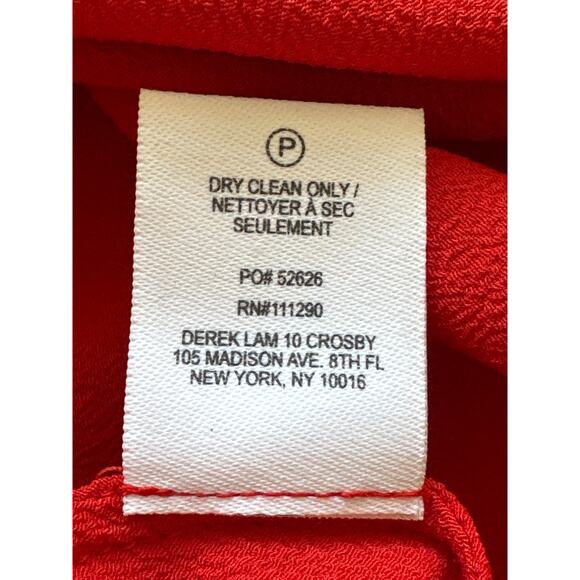 P
DRY CLEAN ONLY /
NETTOYER À SEC
SEULEMENT
PO# 52626
RN#111290
DEREK LAM 10 CROSBY
105 MADISON AVE. 8TH FL
NEW YORK, NY 10016